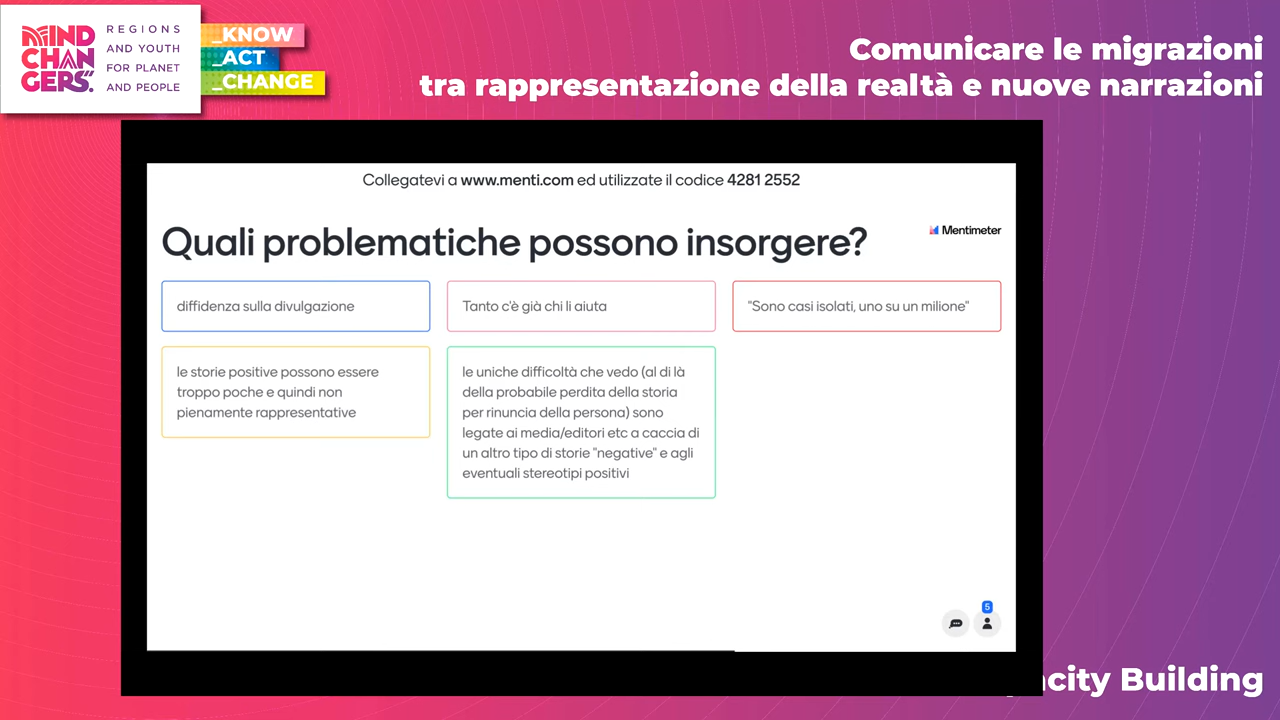 MIND
CHAN
GERS.
REGIONS
AND YOUTH
FOR PLANET
AND PEOPLE
_KNOW
_ACT
_CHANGE
Comunicare le migrazioni
tra rappresentazione della realtà e nuove narrazioni
Collegatevi a www.menti.com ed utilizzate il codice 4281 2552
Quali problematiche possono insorgere?
Mentimeter
diffidenza sulla divulgazione
Tanto c'è già chi li aiuta
"Sono casi isolati, uno su un milione"
le storie positive possono essere
troppo poche e quindi non
pienamente rappresentative
le uniche difficoltà che vedo (al di là
della probabile perdita della storia
per rinuncia della persona) sono
legate ai media/editori etc a caccia di
un altro tipo di storie "negative" e agli
eventuali stereotipi positivi
5
Building